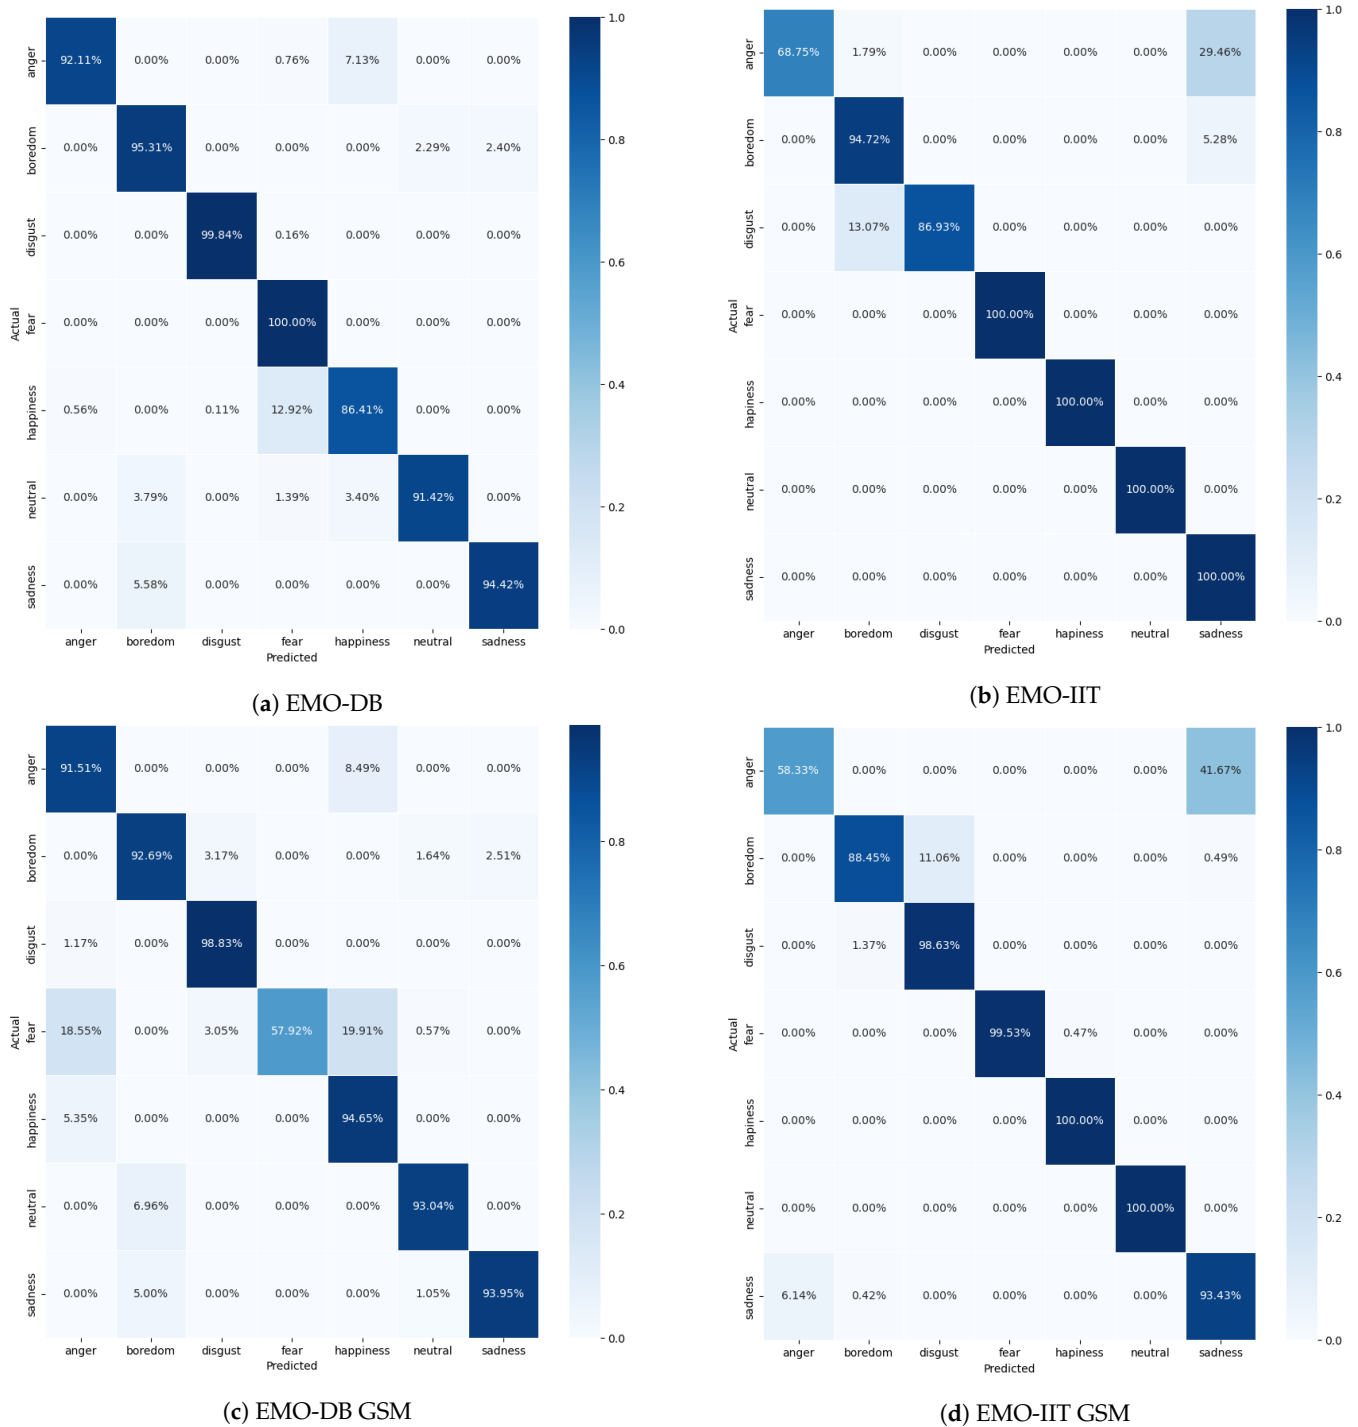 1.0
anger 92.11% 0.00% 0.00% 0.76% 7.13% 0.00% 0.00%
boredom 0.00% 95.31% 0.00% 0.00% 0.00% 2.29% 2.40%
0.8
disgust 0.00% 0.00% 99.84% 0.16% 0.00% 0.00% 0.00%
0.6
Actual
fear 0.00% 0.00% 0.00% 100.00% 0.00% 0.00% 0.00%
0.4
happiness 0.56% 0.00% 0.11% 12.92% 86.41% 0.00% 0.00%
neutral 0.00% 3.79% 0.00% 1.39% 3.40% 91.42% 0.00%
0.2
sadness 0.00% 5.58% 0.00% 0.00% 0.00% 0.00% 94.42%
0.0
anger boredom disgust fear happiness neutral sadness
Predicted
(a) EMO-DB
1.0
anger 68.75% 1.79% 0.00% 0.00% 0.00% 0.00% 29.46%
boredom 0.00% 94.72% 0.00% 0.00% 0.00% 0.00% 5.28%
0.8
disgust 0.00% 13.07% 86.93% 0.00% 0.00% 0.00% 0.00%
0.6
Actual
fear 0.00% 0.00% 0.00% 100.00% 0.00% 0.00% 0.00%
0.4
hapiness 0.00% 0.00% 0.00% 0.00% 100.00% 0.00% 0.00%
neutral 0.00% 0.00% 0.00% 0.00% 0.00% 100.00% 0.00%
0.2
sadness 0.00% 0.00% 0.00% 0.00% 0.00% 0.00% 100.00%
0.0
anger boredom disgust fear hapiness neutral sadness
Predicted
(b) EMO-IIT
anger 91.51% 0.00% 0.00% 0.00% 8.49% 0.00% 0.00%
0.8
boredom 0.00% 92.69% 3.17% 0.00% 0.00% 1.64% 2.51%
disgust 1.17% 0.00% 98.83% 0.00% 0.00% 0.00% 0.00%
0.6
Actual
fear 18.55% 0.00% 3.05% 57.92% 19.91% 0.57% 0.00%
0.4
happiness 5.35% 0.00% 0.00% 0.00% 94.65% 0.00% 0.00%
neutral 0.00% 6.96% 0.00% 0.00% 0.00% 93.04% 0.00%
0.2
sadness 0.00% 5.00% 0.00% 0.00% 0.00% 1.05% 93.95%
0.0
anger boredom disgust fear happiness neutral sadness
Predicted
(c) EMO-DB GSM
1.0
anger 58.33% 0.00% 0.00% 0.00% 0.00% 0.00% 41.67%
boredom 0.00% 88.45% 11.06% 0.00% 0.00% 0.00% 0.49%
0.8
disgust 0.00% 1.37% 98.63% 0.00% 0.00% 0.00% 0.00%
0.6
Actual
fear 0.00% 0.00% 0.00% 99.53% 0.47% 0.00% 0.00%
0.4
hapiness 0.00% 0.00% 0.00% 0.00% 100.00% 0.00% 0.00%
neutral 0.00% 0.00% 0.00% 0.00% 0.00% 100.00% 0.00%
0.2
sadness 6.14% 0.42% 0.00% 0.00% 0.00% 0.00% 93.43%
0.0
anger boredom disgust fear hapiness neutral sadness
Predicted
(d) EMO-IIT GSM